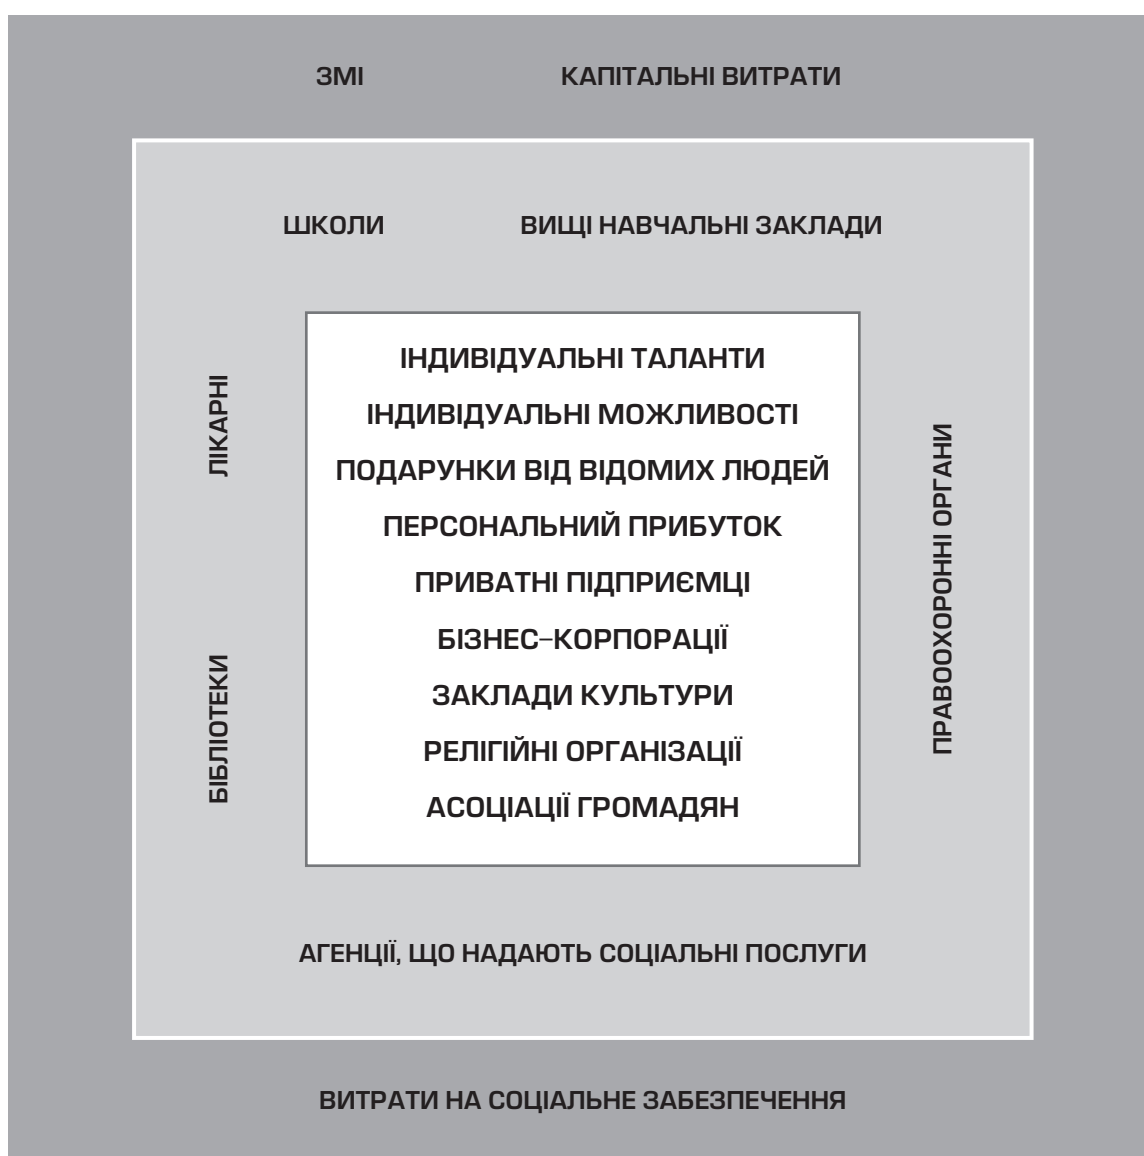 ЗМІ
КАПІТАЛЬНІ ВИТРАТИ
ШКОЛИ
ВИЩІ НАВЧАЛЬНІ ЗАКЛАДИ
ЛІКАРНІ
БІБЛІОТЕКИ
ІНДИВІДУАЛЬНІ ТАЛАНТИ
ІНДИВІДУАЛЬНІ МОЖЛИВОСТІ
ПОДАРУНКИ ВІД ВІДОМИХ ЛЮДЕЙ
ПЕРСОНАЛЬНИЙ ПРИБУТОК
ПРИВАТНІ ПІДПРИЄМЦІ
БІЗНЕС–КОРПОРАЦІЇ
ЗАКЛАДИ КУЛЬТУРИ
РЕЛІГІЙНІ ОРГАНІЗАЦІЇ
АСОЦІАЦІЇ ГРОМАДЯН
ПРАВООХОРОННІ ОРГАНИ
АГЕНЦІЇ, ЩО НАДАЮТЬ СОЦІАЛЬНІ ПОСЛУГИ
ВИТРАТИ НА СОЦІАЛЬНЕ ЗАБЕЗПЕЧЕННЯ